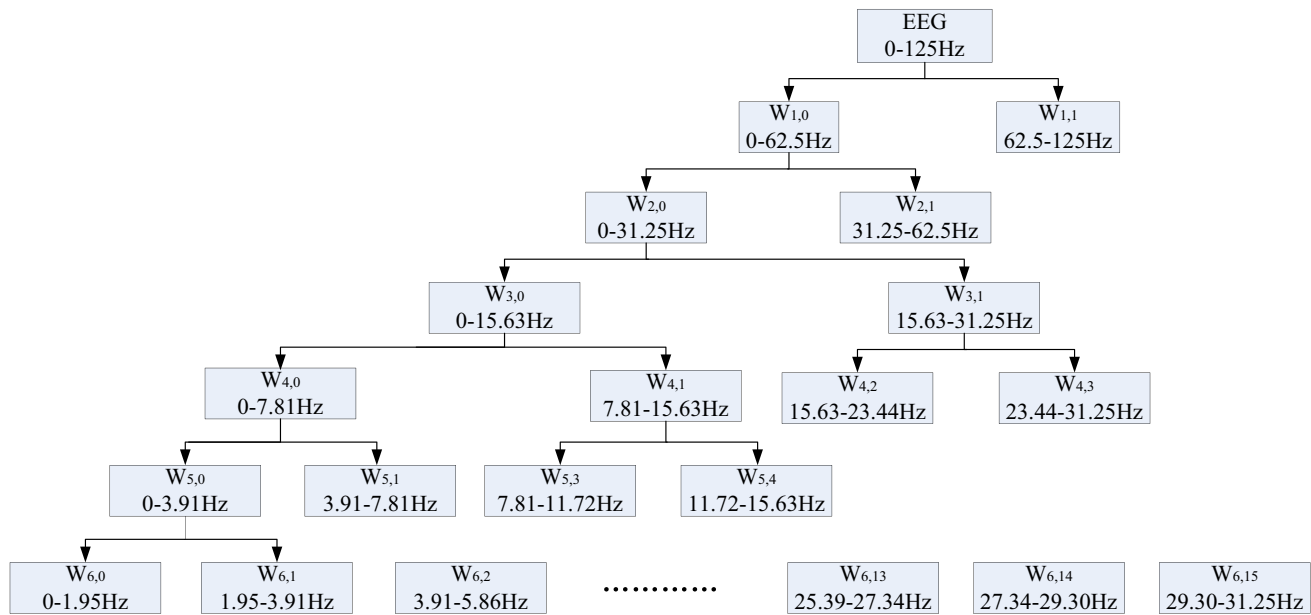 EEG
0-125Hz
W1,0
0-62.5Hz
W1,1
62.5-125Hz
W2,0
0-31.25Hz
W2,1
31.25-62.5Hz
W3,0
0-15.63Hz
W3,1
15.63-31.25Hz
W4,0
0-7.81Hz
W4,1
7.81-15.63Hz
W4,2
15.63-23.44Hz
W4,3
23.44-31.25Hz
W5,0
0-3.91Hz
W5,1
3.91-7.81Hz
W5,3
7.81-11.72Hz
W5,4
11.72-15.63Hz
W6,0
0-1.95Hz
W6,1
1.95-3.91Hz
W6,2
3.91-5.86Hz
............
W6,13
25.39-27.34Hz
W6,14
27.34-29.30Hz
W6,15
29.30-31.25Hz